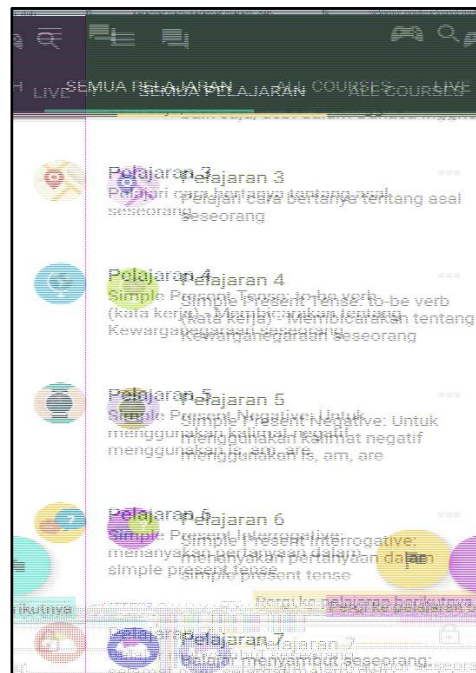 LIVE SEMUA PELAJARAN ALL COURSES LIVE
Pelajaran 3
Pelajari cara bertanya tentang asal
seseorang
Pelajaran 4
Simple Present Tense: to-be verb
(kata kerja) - Membicarakan tentang
Kewarganegaraan seseorang
Pelajaran 5
Simple Present Negative: Untuk
menggunakan kalimat negatif
menggunakan is, am, are
Pelajaran 6
Simple Present Interrogative:
menanyakan pertanyaan dalam
simple present tense
Pergi ke pelajaran berikutnya
Pelajaran 7
Belajar menyambut seseorang: